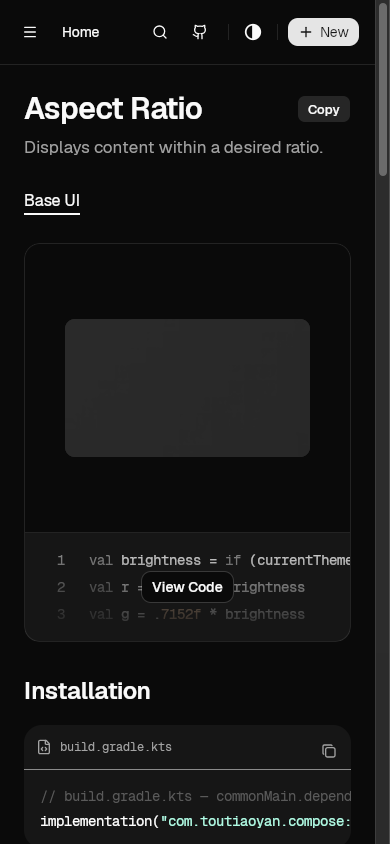 Home
New
Aspect Ratio
Copy
Displays content within a desired ratio.
Base UI
1 val brightness = if (currentTheme
2 val r = rightness
View Code
3 val g = .7152f * brightness
Installation
build.gradle.kts
// build.gradle.kts — commonMain.depend
implementation("com.toutiaoyan.compose: